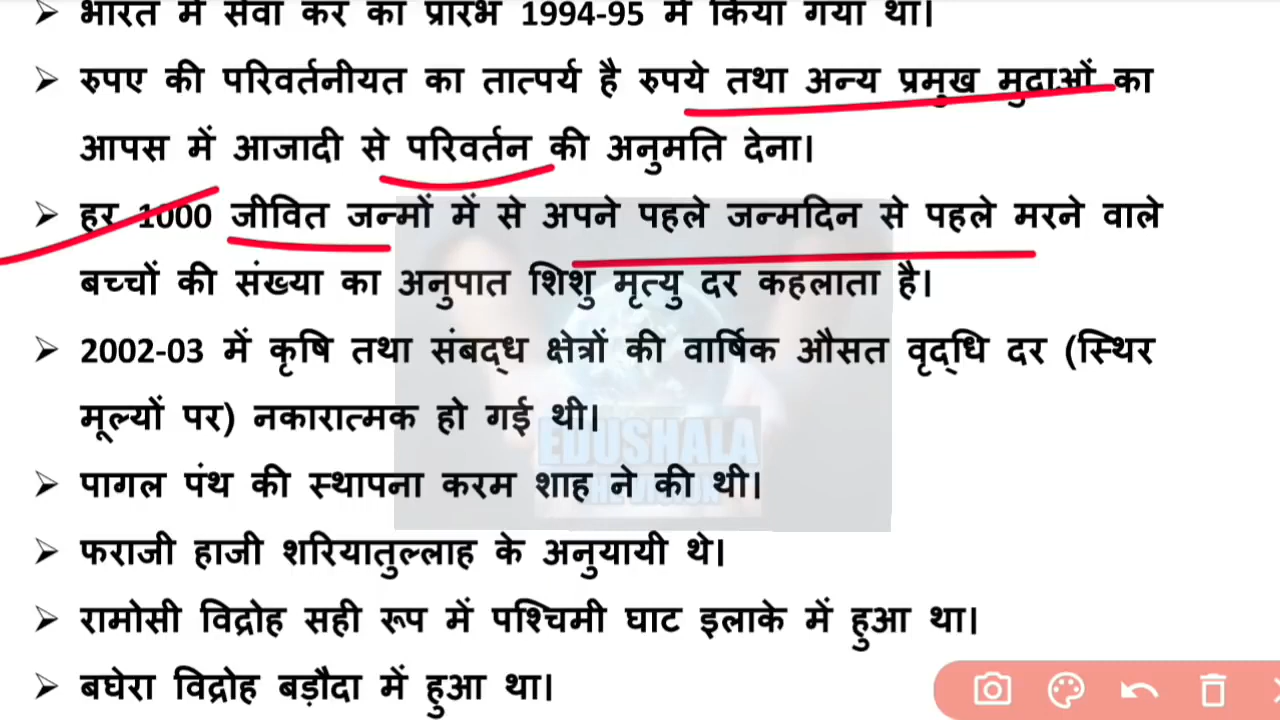 भारत में सेवा कर का प्रारंभ 1994-95 में किया गया था।
➢ रुपए की परिवर्तनीयत का तात्पर्य है रुपये तथा अन्य प्रमुख मुद्राओं का
आपस में आजादी से परिवर्तन की अनुमति देना।
➢ हर 1000 जीवित जन्मों में से अपने पहले जन्मदिन से पहले मरने वाले
बच्चों की संख्या का अनुपात शिशु मृत्यु दर कहलाता है।
➢ 2002-03 में कृषि तथा संबद्ध क्षेत्रों की वार्षिक औसत वृद्धि दर (स्थिर
मूल्यों पर) नकारात्मक हो गई थी।
EDUSHALA
➢ पागल पंथ की स्थापना करम शाह ने की थी।
➢ फराजी हाजी शरियातुल्लाह के अनुयायी थे।
➢ रामोसी विद्रोह सही रूप में पश्चिमी घाट इलाके में हुआ था।
➢ बघेरा विद्रोह बड़ौदा में हुआ था।